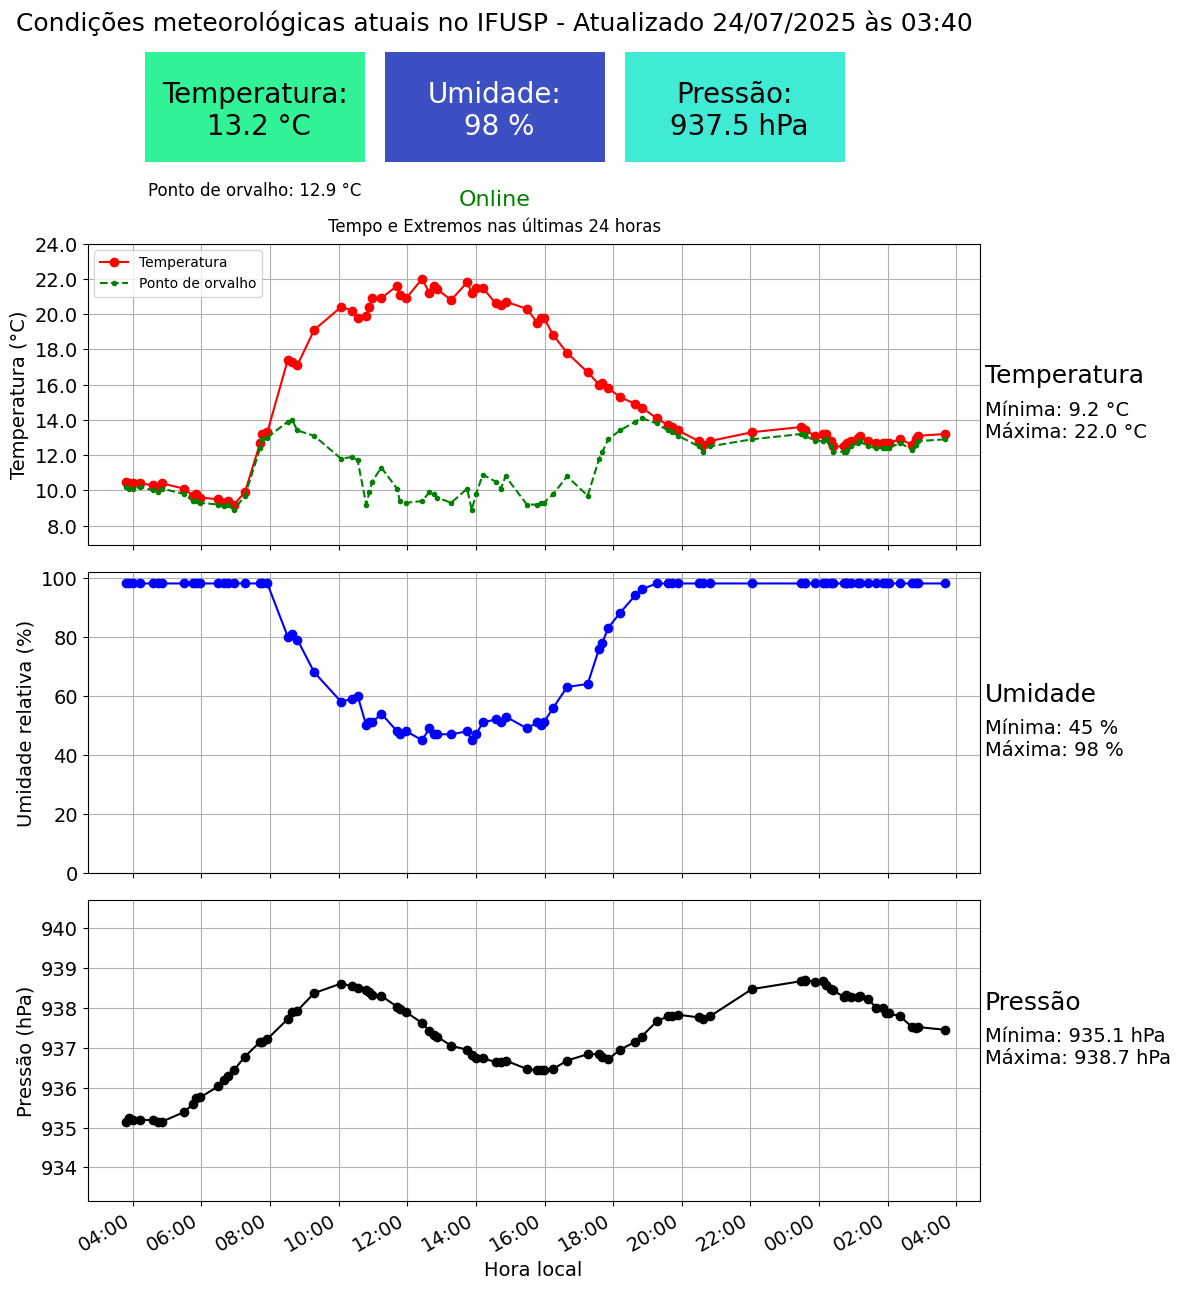 Condições meteorológicas atuais no IFUSP - Atualizado 24/07/2025 às 03:40
Temperatura:
13.2 °C
Umidade:
98 %
Pressão:
937.5 hPa
Ponto de orvalho: 12.9 °C
Online
Tempo e Extremos nas últimas 24 horas
Temperatura
Ponto de orvalho
Temperatura (°C)
24.0
22.0
20.0
18.0
16.0
14.0
12.0
10.0
8.0
Temperatura
Mínima: 9.2 °C
Máxima: 22.0 °C
Umidade relativa (%)
100
80
60
40
20
0
Umidade
Mínima: 45 %
Máxima: 98 %
Pressão (hPa)
940
939
938
937
936
935
934
Pressão
Mínima: 935.1 hPa
Máxima: 938.7 hPa
04:00 06:00 08:00 10:00 12:00 14:00 16:00 18:00 20:00 22:00 00:00 02:00 04:00
Hora local